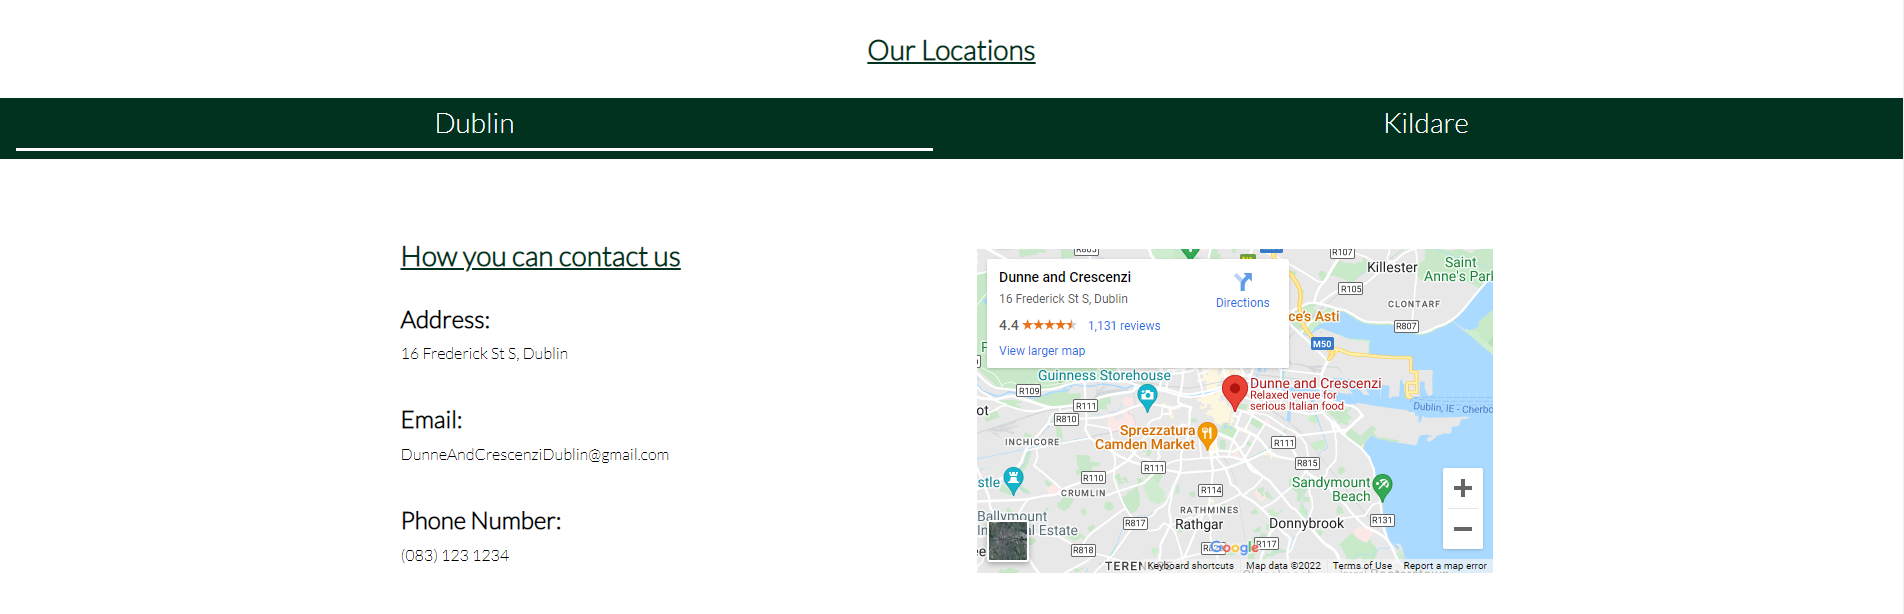 Our Locations
Dublin
Kildare
How you can contact us
Address:
16 Frederick St S, Dublin
Email:
DunneAndCrescenziDublin@gmail.com
Phone Number:
(083) 123 1234
Dunne and Crescenzi
16 Frederick St S, Dublin
4.4
1,131 reviews
View larger map
Directions
R107
Killester
Saint
Anne's Park
R105
CLONTARF
ce's Asti
R807
M50
Guinness Storehouse
R109
R111
R810
ot
INCHICORE
Dunne and Crescenzi
Relaxed venue for
serious Italian food
Dublin, IE - Cherbo
Sprezzatura
Camden Market
R111
R111
R815
stle
R110
CRUMLIN
R114
Sandymount
Beach
RATHMINES
Rathgar
Donnybrook
R131
Ballymount
Ind
al Estate
R817
ee
R818
Google
R117
TEREN
Keyboard shortcuts
Map data ©2022
Terms of Use
Report a map error